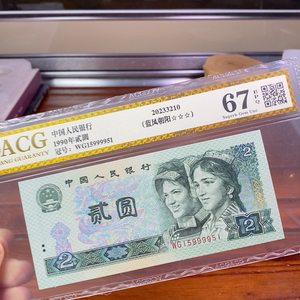 ACG
ANG GUARANTY
中国人民银行
1990年贰圆
冠号：WG15999951
20233210
(蓝凤朝阳☆☆☆)
67 EPQ
Superb Gem Unc
中国人民银行
贰圆
2
2
WG15999951